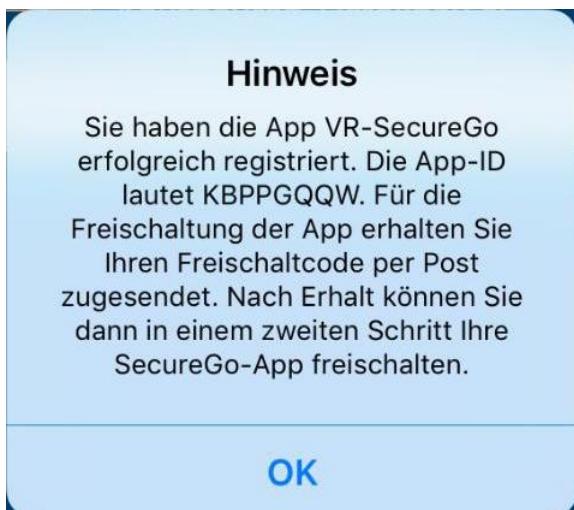 Hinweis
Sie haben die App VR-SecureGo
erfolgreich registriert. Die App-ID
lautet KBPPGQQW. Für die
Freischaltung der App erhalten Sie
Ihren Freischaltcode per Post
zugesendet. Nach Erhalt können Sie
dann in einem zweiten Schritt Ihre
SecureGo-App freischalten.
OK